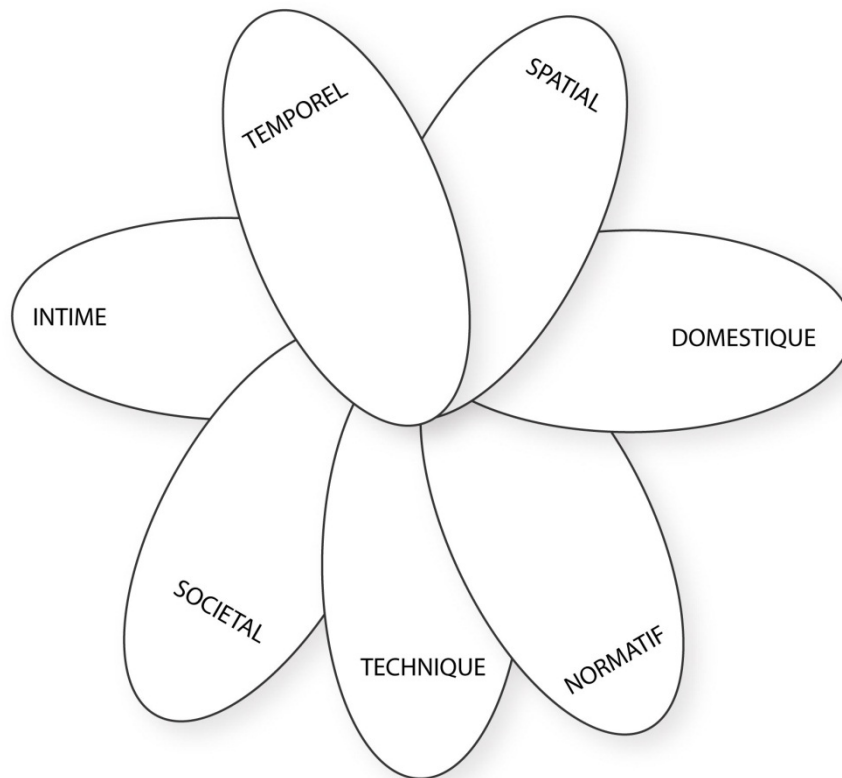 TEMPOREL
SPATIAL
INTIME
DOMESTIQUE
SOCIETAL
TECHNIQUE
NORMATIF